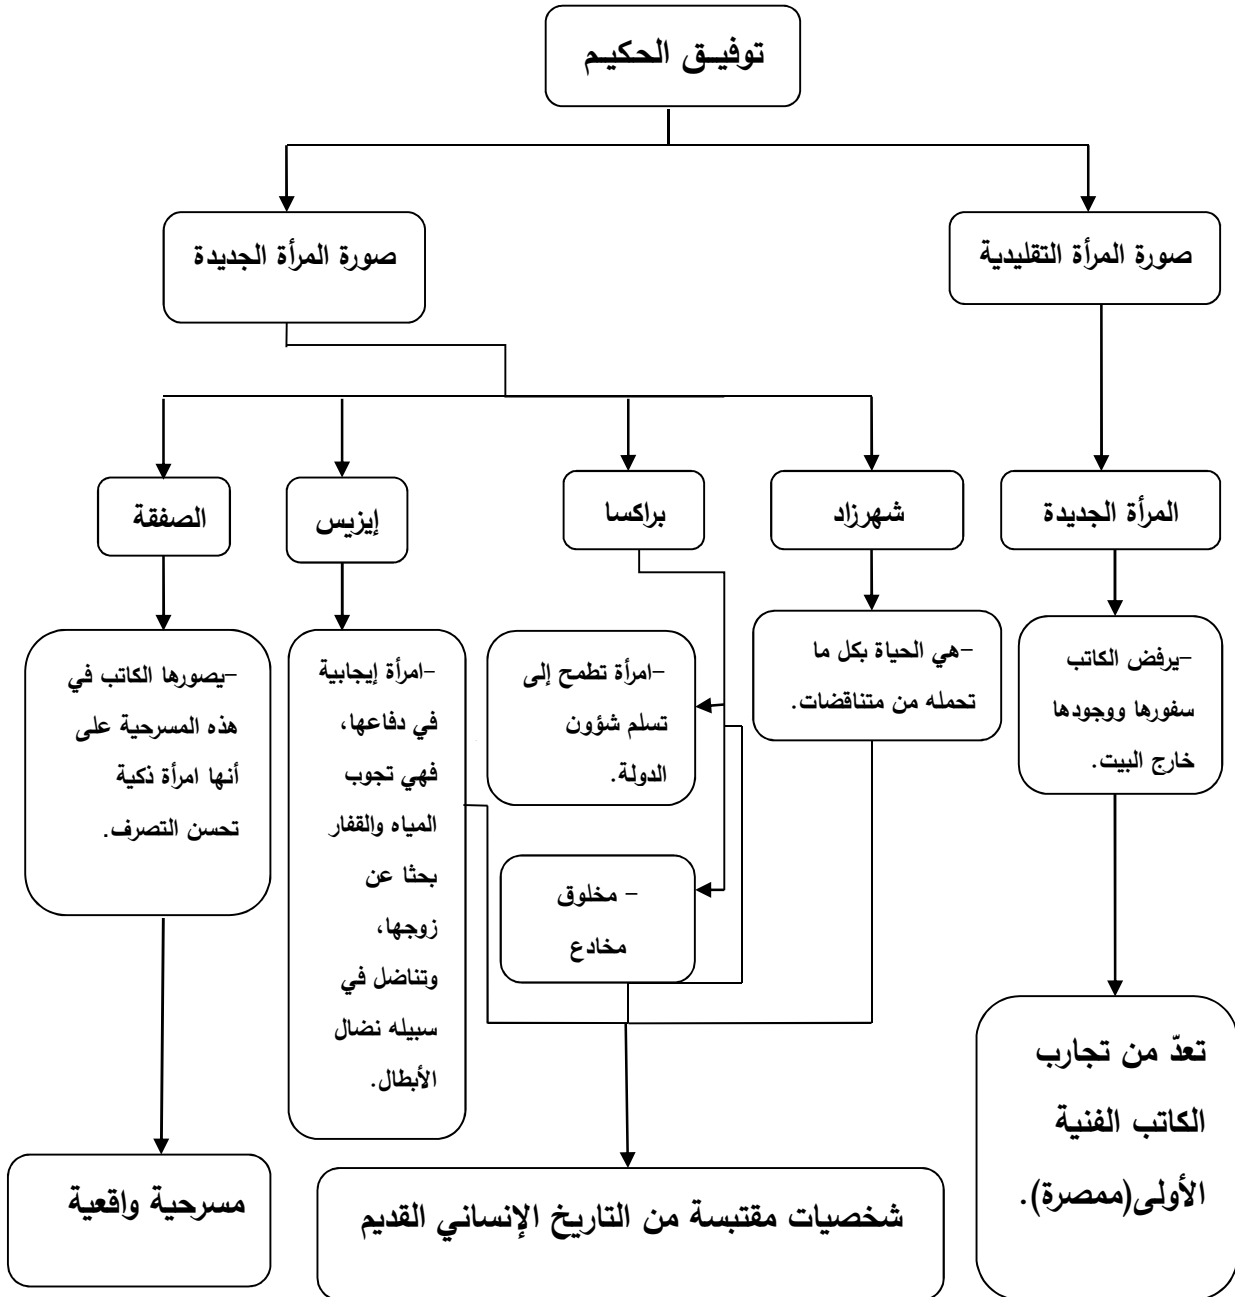 توفيـق الحكيـم
صورة المرأة التقليدية
صورة المرأة الجديدة
المرأة الجديدة
شهرزاد
براكسا
إيزيس
الصفقة
-يرفض الكاتب
سفورها ووجودها
خارج البيت.
-هي الحياة بكل ما
تحمله من متناقضات.
-امرأة تطمح إلى
تسلم شؤون
الدولة.
- مخلوق
مخادع
-امرأة إيجابية
في دفاعها،
فهي تجوب
المياه والقفار
بحثا عن
زوجها،
وتناضل في
سبيله نضال
الأبطال.
-يصورها الكاتب في
هذه المسرحية على
أنها امرأة ذكية
تحسن التصرف.
تعدّ من تجارب
الكاتب الفنية
الأولى(ممصرة).
شخصيات مقتبسة من التاريخ الإنساني القديم
مسرحية واقعية